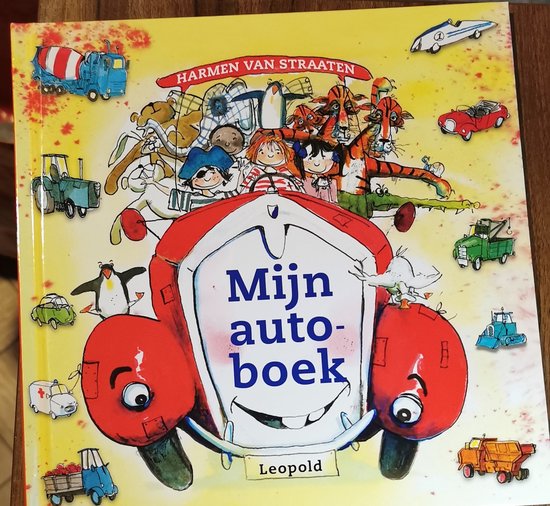 HARMEN VAN STRAATEN
Mijn
auto-
boek
Leopold